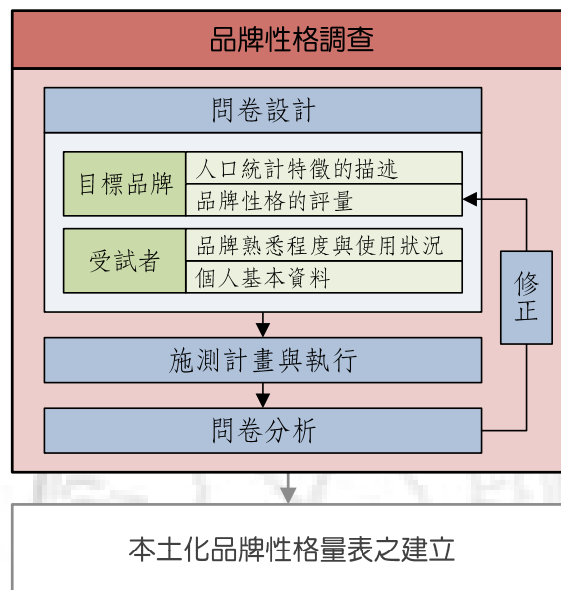 品牌性格調查
問卷設計
目標品牌
人口統計特徵的描述
品牌性格的評量
受試者
品牌熟悉程度與使用狀況
個人基本資料
修正
施測計畫與執行
問卷分析
本土化品牌性格量表之建立